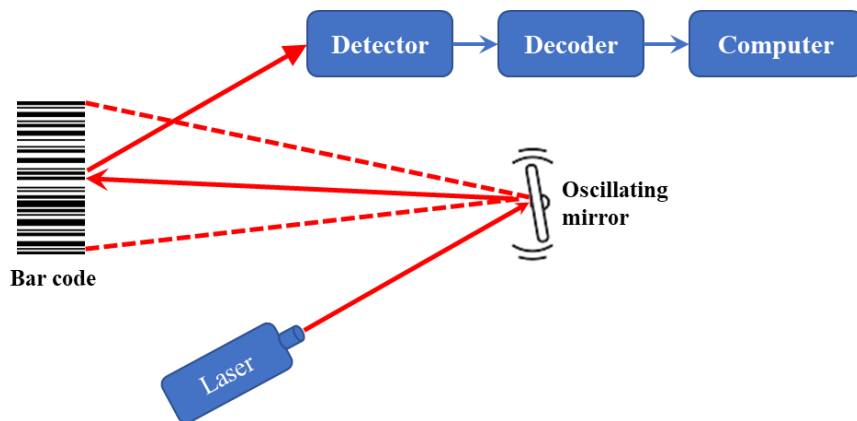 Detector
Decoder
Computer
Oscillating
mirror
Bar code
Laser